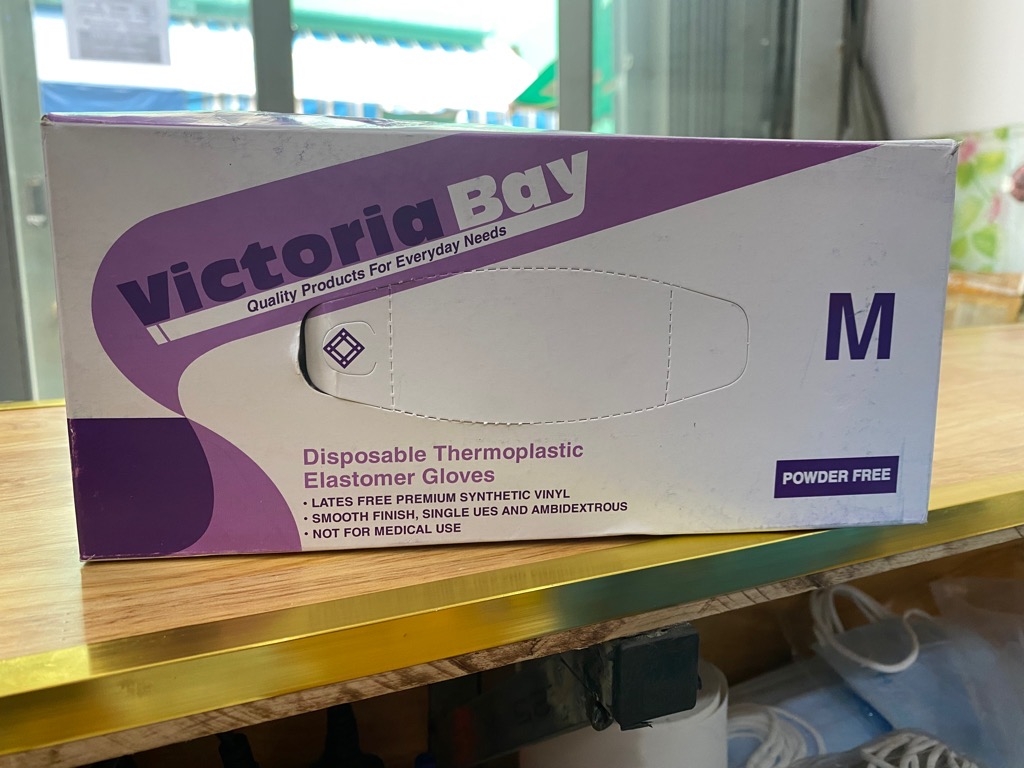 Victoria Bay
Quality Products For Everyday Needs
M
Disposable Thermoplastic
Elastomer Gloves
• LATES FREE PREMIUM SYNTHETIC VINYL
• SMOOTH FINISH, SINGLE UES AND AMBIDEXTROUS
• NOT FOR MEDICAL USE
POWDER FREE